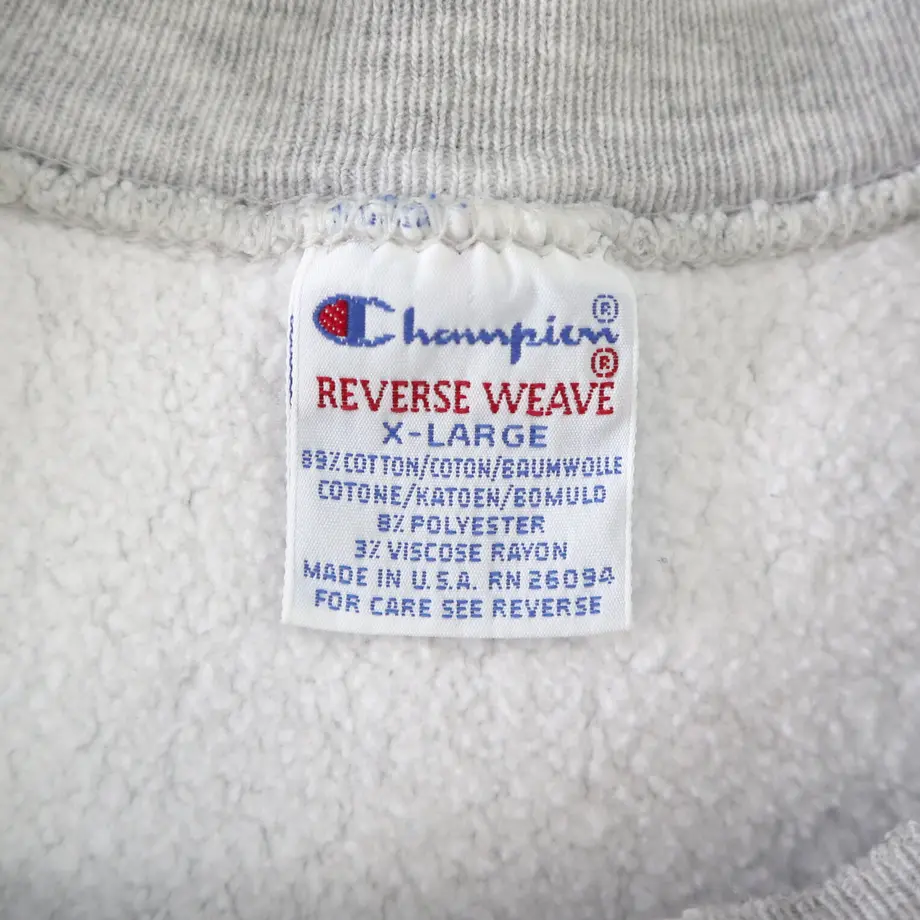 Champion®
REVERSE WEAVE®
X-LARGE
89% COTTON/COTON/BAUMWOLLE
COTONE/KATOEN/BOMULD
8% POLYESTER
3% VISCOSE RAYON
MADE IN U.S.A. RN 26094
FOR CARE SEE REVERSE